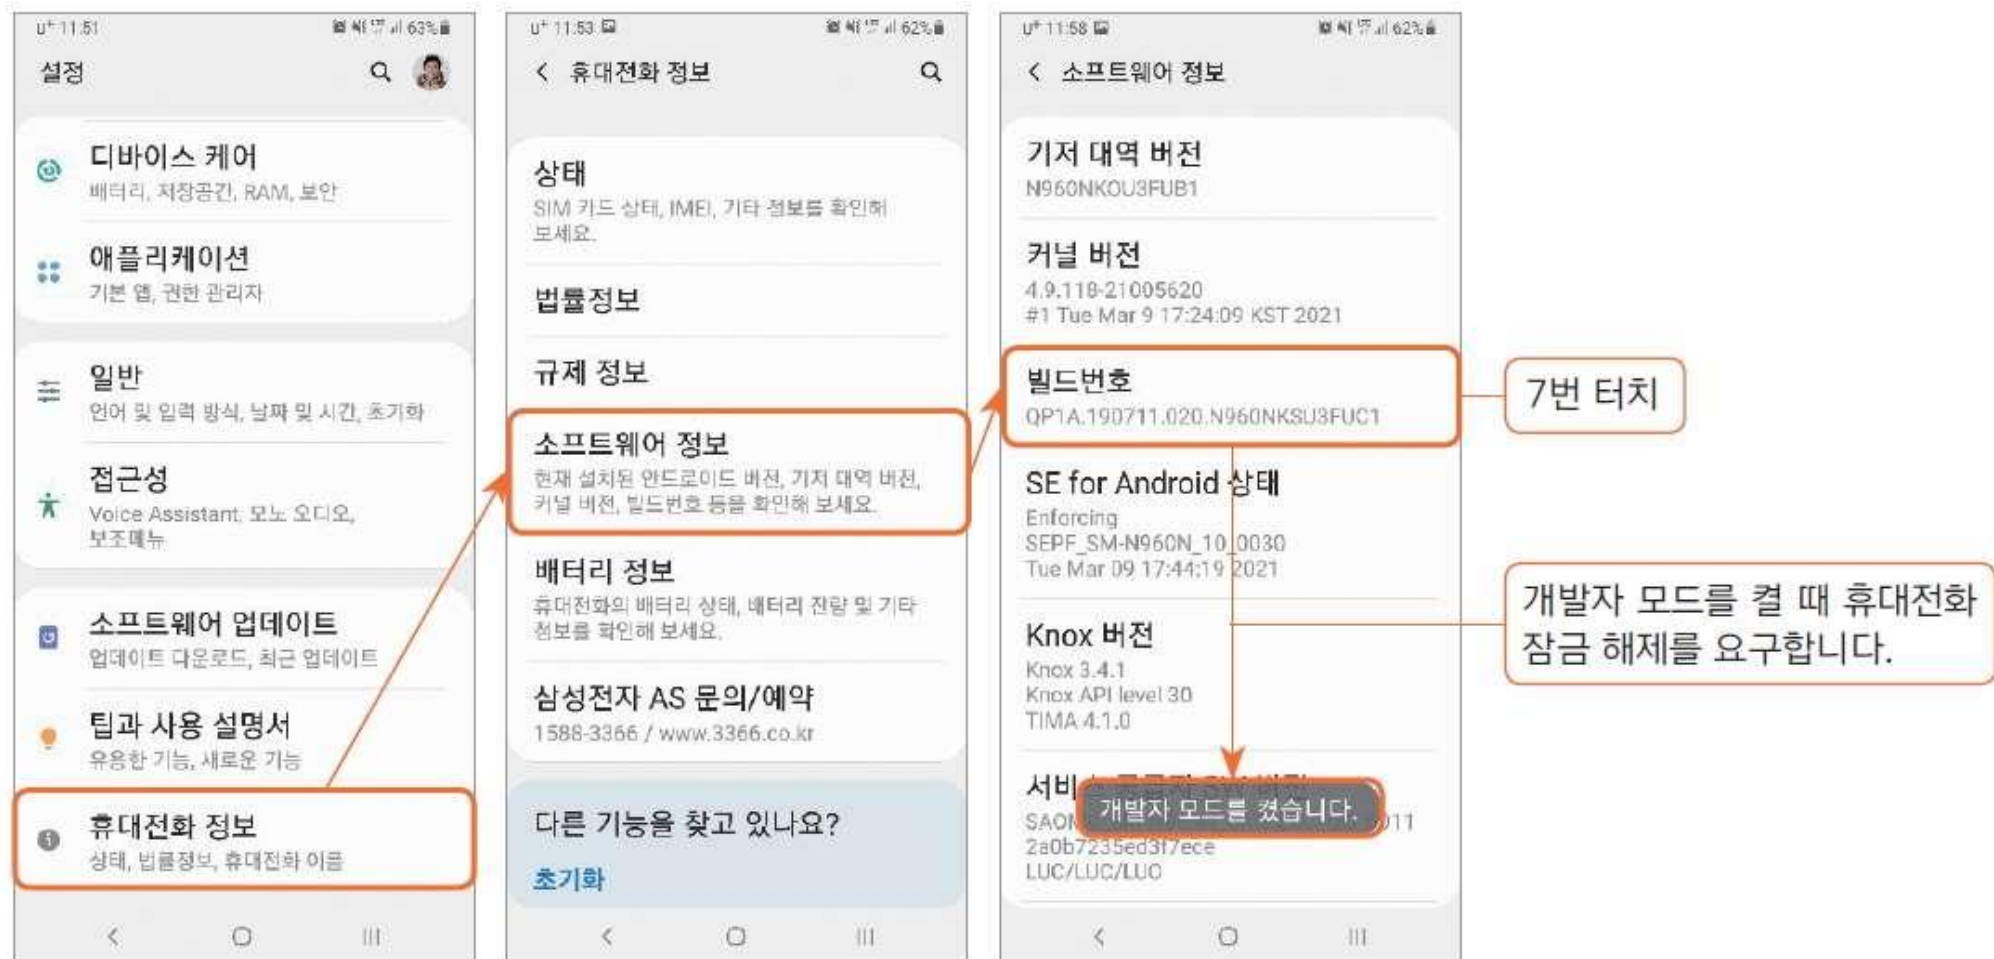 U+ 11:51
63%
설정
디바이스 케어
배터리, 저장공간, RAM, 보안
애플리케이션
기본 앱, 권한 관리자
일반
언어 및 입력 방식, 날짜 및 시간, 초기화
접근성
Voice Assistant, 모노 오디오,
보조메뉴
소프트웨어 업데이트
업데이트 다운로드, 최근 업데이트
팁과 사용 설명서
유용한 기능, 새로운 기능
휴대전화 정보
상태, 법률정보, 휴대전화 이름
U+ 11:53
62%
휴대전화 정보
상태
SIM 카드 상태, IMEI, 기타 정보를 확인해
보세요.
법률정보
규제 정보
소프트웨어 정보
현재 설치된 안드로이드 버전, 기저 대역 버전,
커널 버전, 빌드번호 등을 확인해 보세요.
배터리 정보
휴대전화의 배터리 상태, 배터리 잔량 및 기타
정보를 확인해 보세요.
삼성전자 AS 문의/예약
1588-3366 / www.3366.co.kr
다른 기능을 찾고 있나요?
초기화
U+ 11:58
62%
소프트웨어 정보
기저 대역 버전
N960NKOU3FUB1
커널 버전
4.9.118-21005620
#1 Tue Mar 9 17:24:09 KST 2021
빌드번호
QP1A.190711.020.N960NKSU3FUC1
SE for Android 상태
Enforcing
SEPF_SM-N960N_10_0030
Tue Mar 09 17:44:19 2021
Knox 버전
Knox 3.4.1
Knox API level 30
TIMA 4.1.0
개발자 모드를 켰습니다.
2a0b7235ed3f7ece
LUC/LUC/LUC
7번 터치
개발자 모드를 켤 때 휴대전화
잠금 해제를 요구합니다.